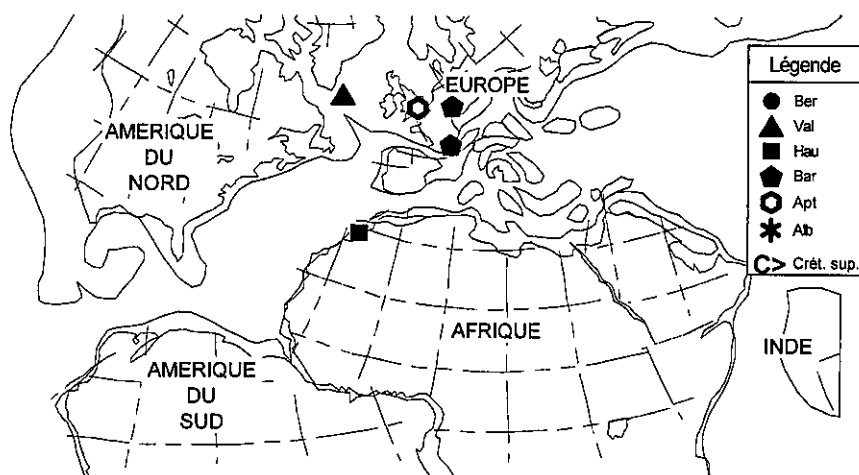 EUROPE
AMERIQUE
DU
NORD
AFRIQUE
AMERIQUE
DU
SUD
INDE
Légende
Ber
Val
Hau
Bar
Apt
Alb
C> Crét. sup.